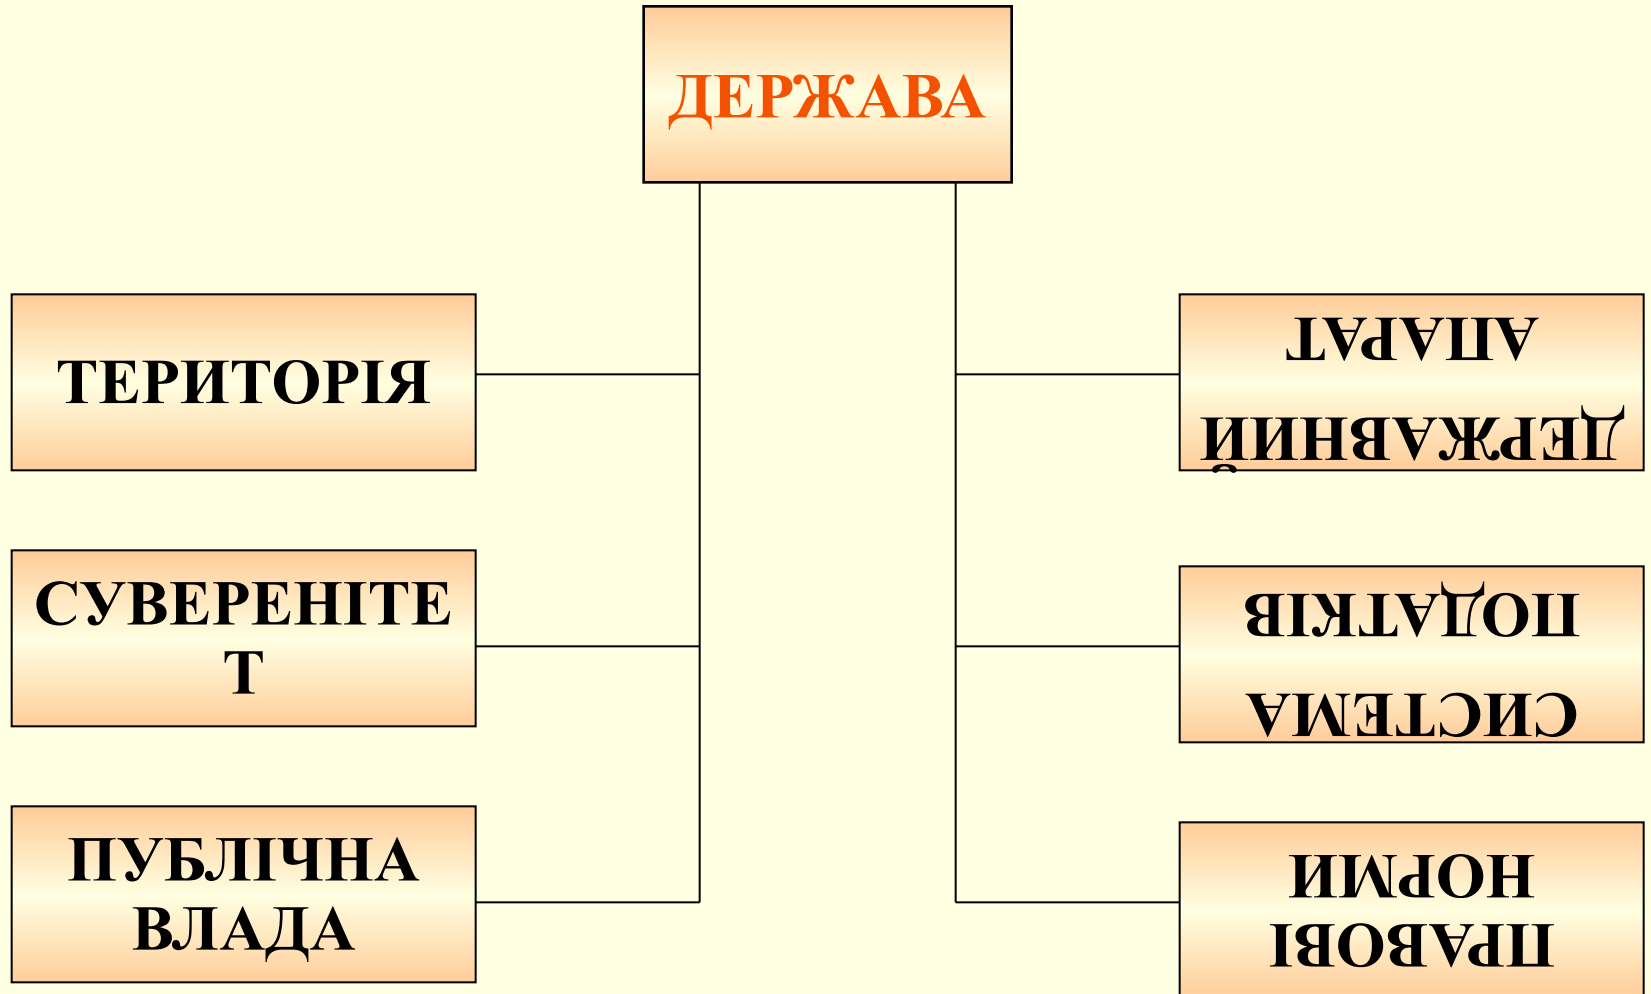 ДЕРЖАВА
ТЕРИТОРІЯ
СУВЕРЕНІТЕ
Т
ПУБЛІЧНА
ВЛАДА
ДЕРЖАВНИЙ
АПАРАТ
СИСТЕМА
ПОДАТКІВ
ПРАВОВІ
НОРМИ